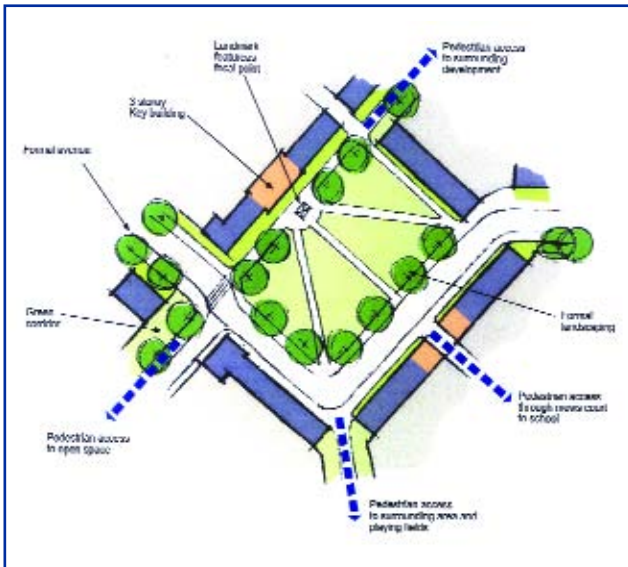 Landmark
features
focal point
Pedestrian access
to surrounding
development
3 storey
Key building
Formal avenue
Green
corridor
Formal
landscaping
Pedestrian access
through mews court
to school
Pedestrian access
to open space
Pedestrian access
to surrounding area and
playing fields